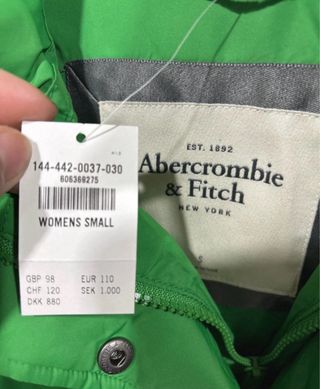 144-442-0037-030
606369275
WOMENS SMALL
GBP 98 EUR 110
CHF 120 SEK 1.000
DKK 880
EST. 1892
Abercrombie
& Fitch
NEW YORK
S